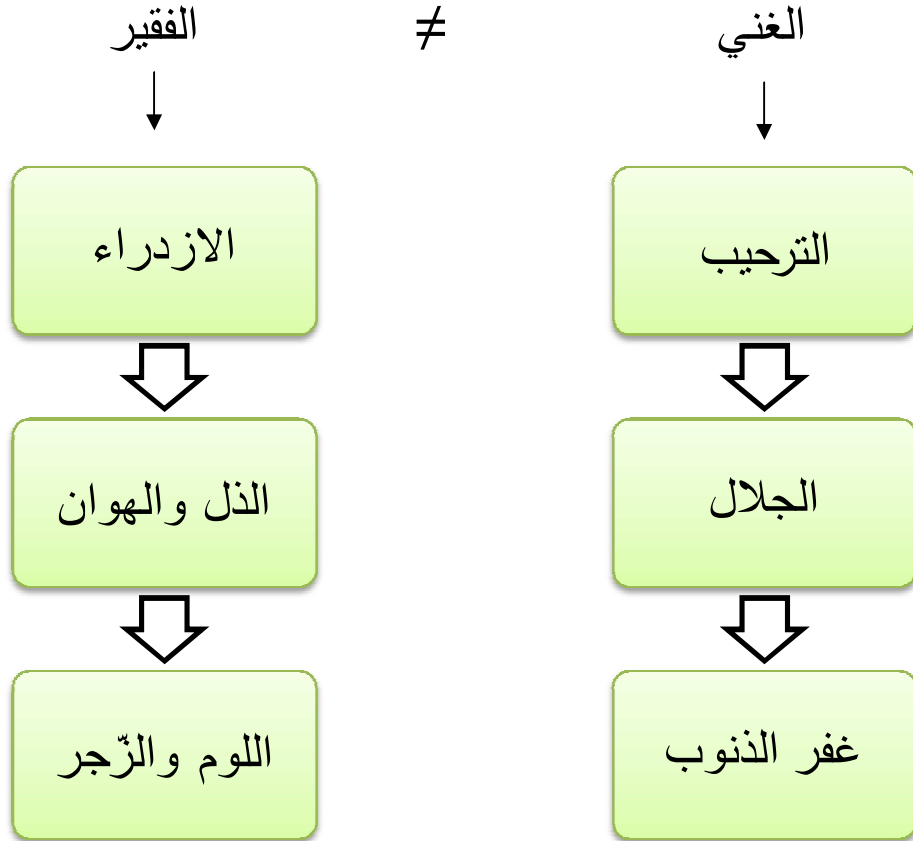 الغني ≠ الفقير
الترحيب
الازدراء
الجلال
الذل والهوان
غفر الذنوب
اللوم والزّجر